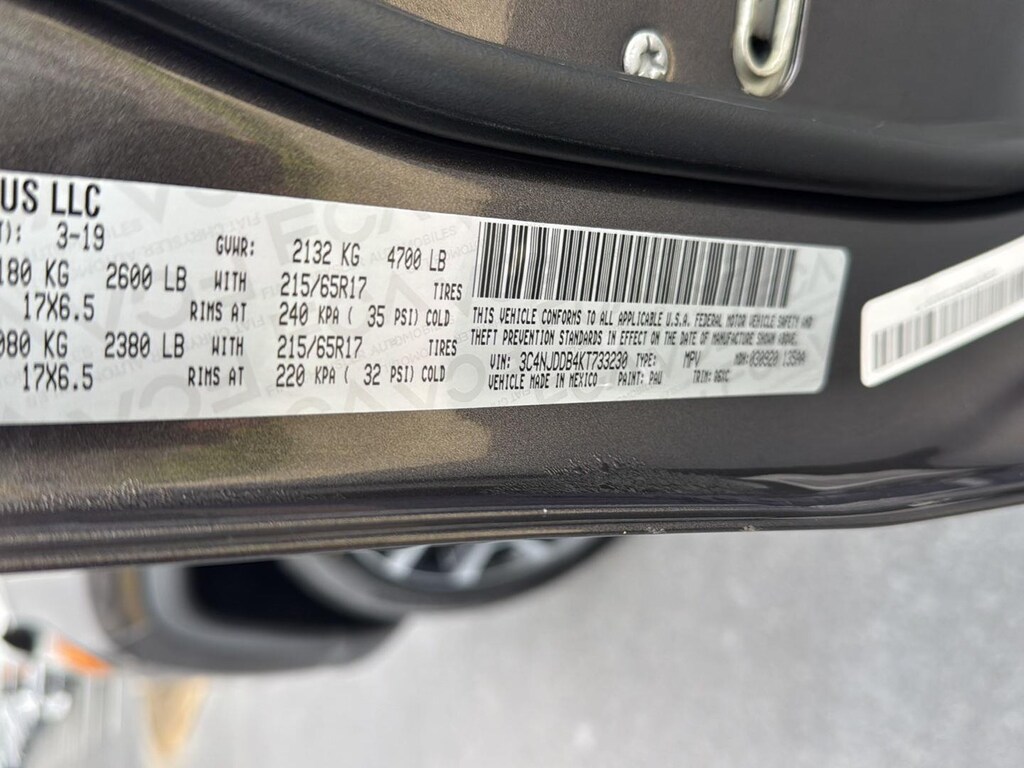 US LLC
T): 3-19
GVWR: 2132 KG 4700 LB
180 KG 2600 LB WITH 215/65R17 TIRES
17X6.5 RIMS AT 240 KPA ( 35 PSI) COLD
080 KG 2380 LB WITH 215/65R17 TIRES
17X6.5 RIMS AT 220 KPA ( 32 PSI) COLD
THIS VEHICLE CONFORMS TO ALL APPLICABLE U.S.A. FEDERAL MOTOR VEHICLE SAFETY AND
THEFT PREVENTION STANDARDS IN EFFECT ON THE DATE OF MANUFACTURE SHOWN ABOVE.
VIN: 3C4NJDDB4KT733230 TYPE: MPV MDH:
VEHICLE MADE IN MEXICO PAINT: PAU TRIM: